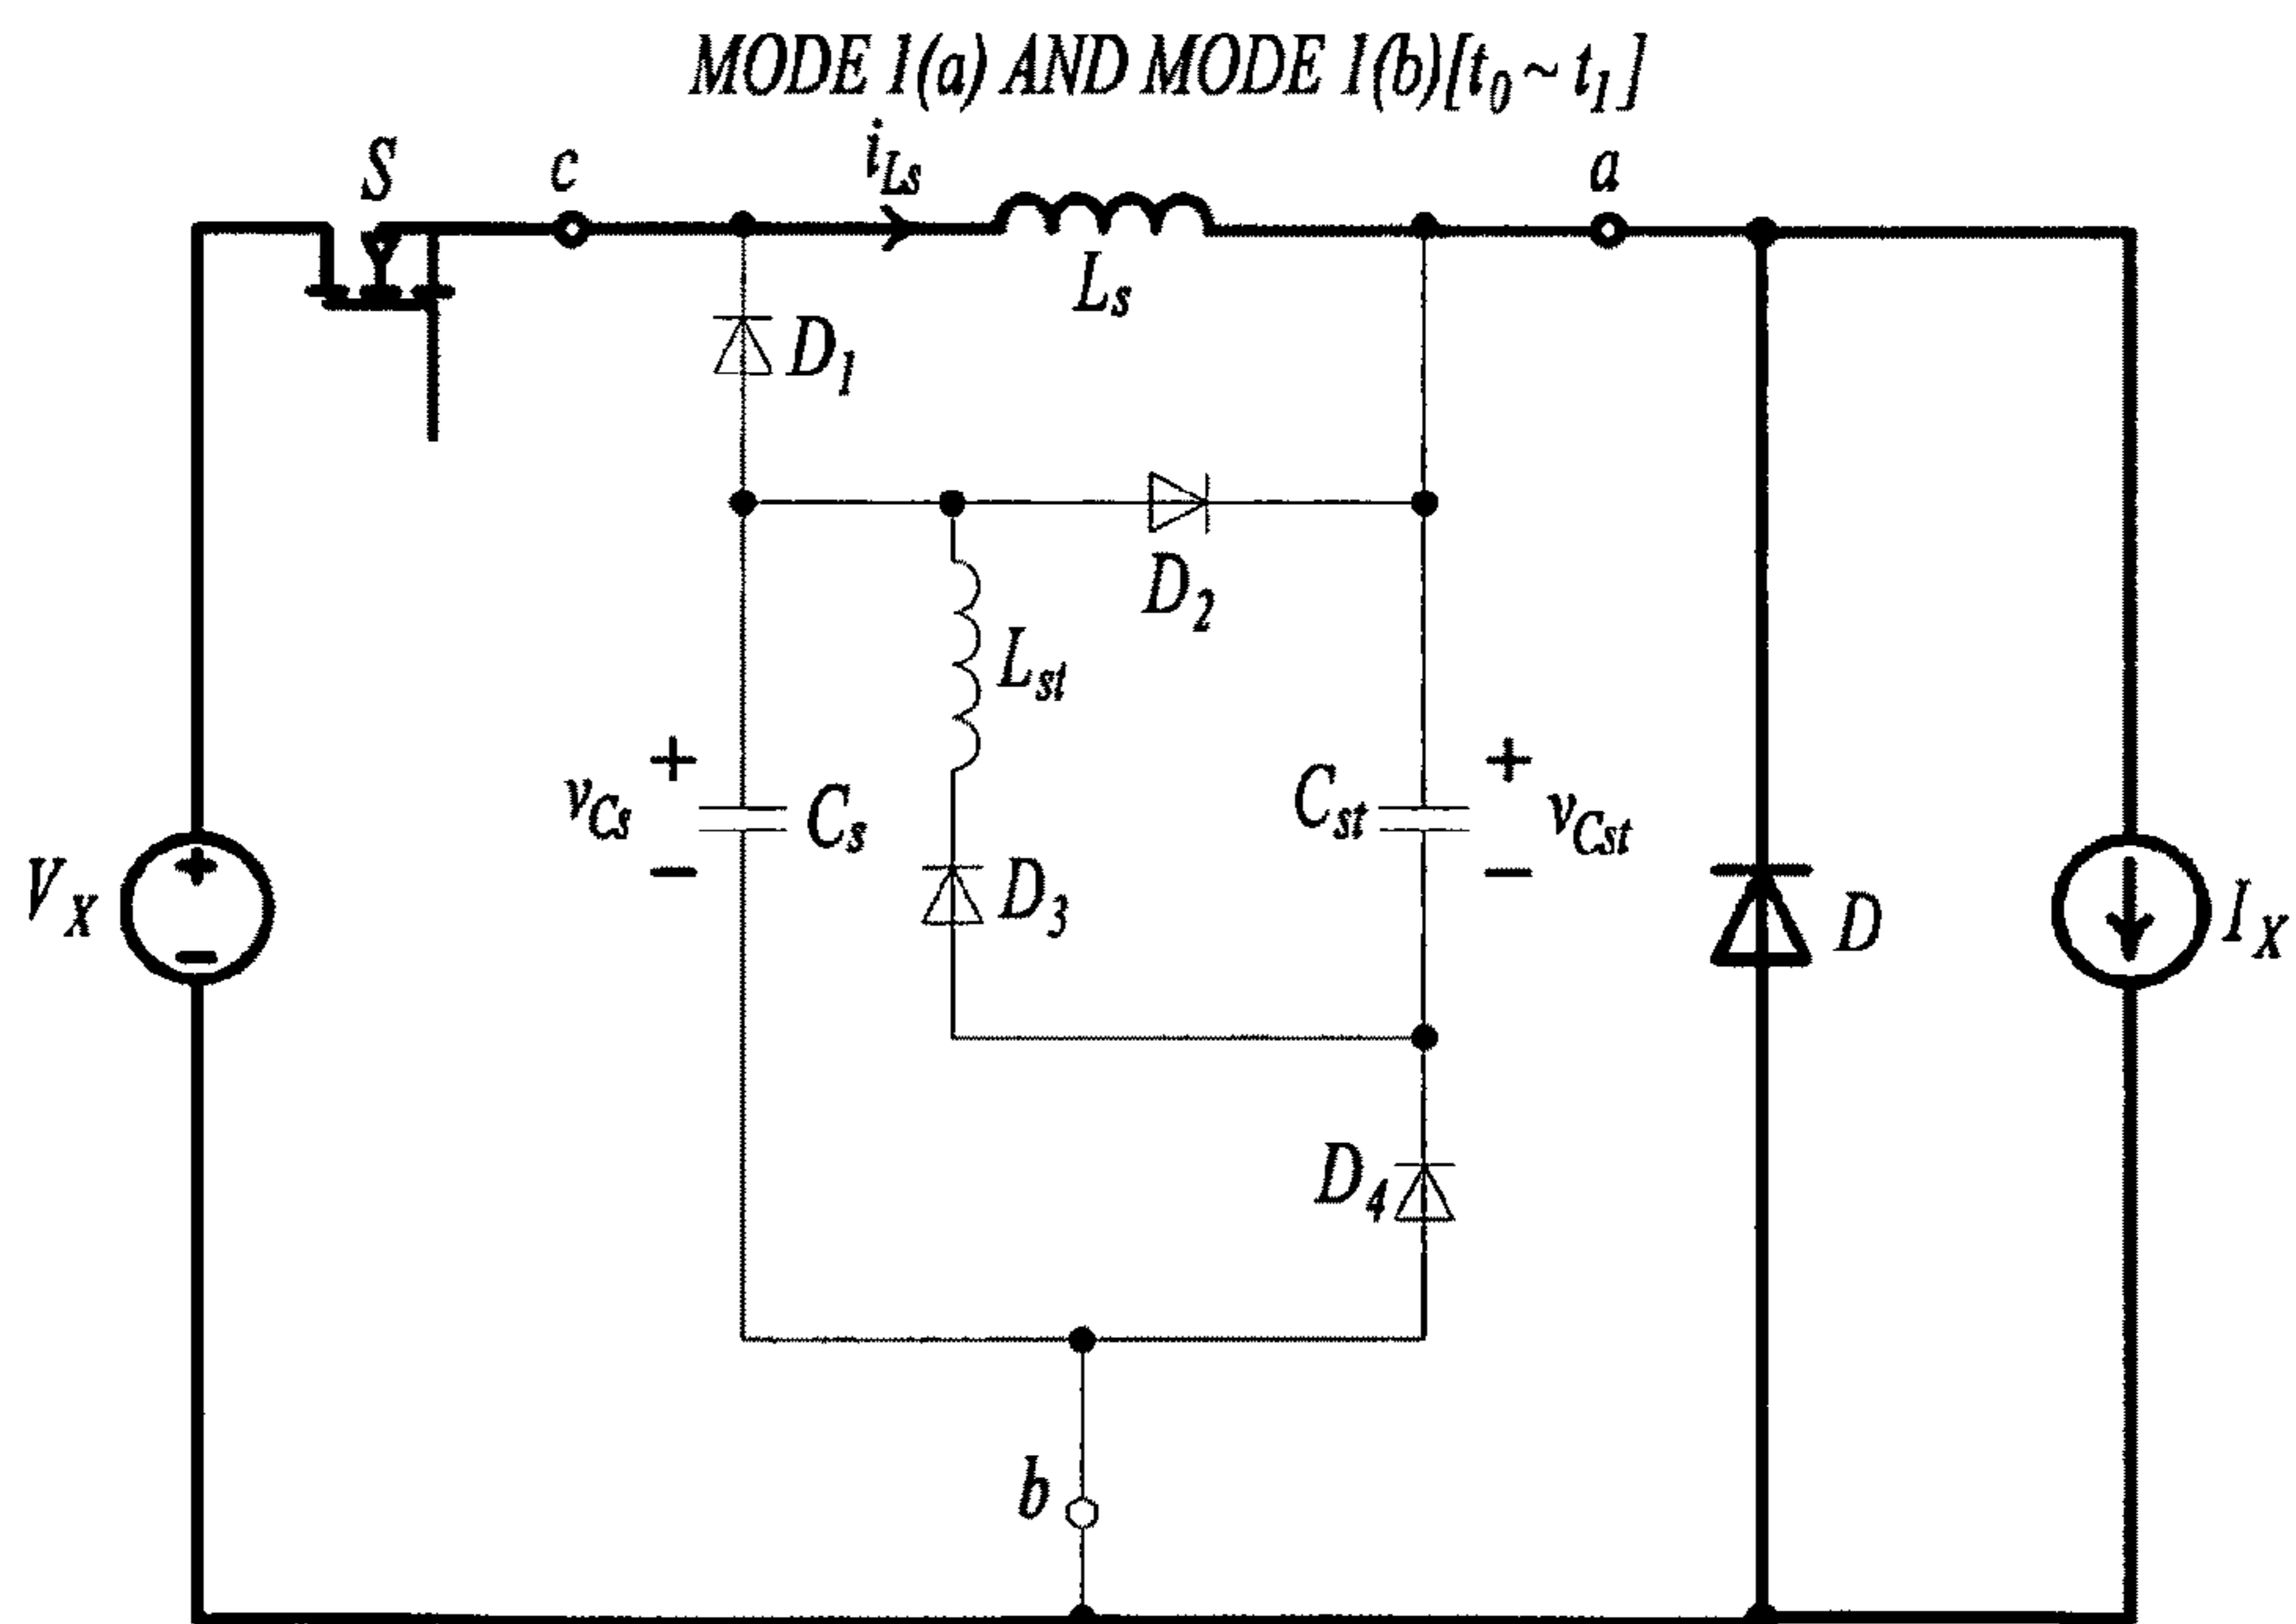 MODE 1(a) AND MODE 1(b)[t0 ~ t1]
S
c
iLs
a
Ls
D1
D2
Lst
+
+
vCs
Cs
Cst
vCst
−
−
D3
VX
+
−
D
IX
D4
b